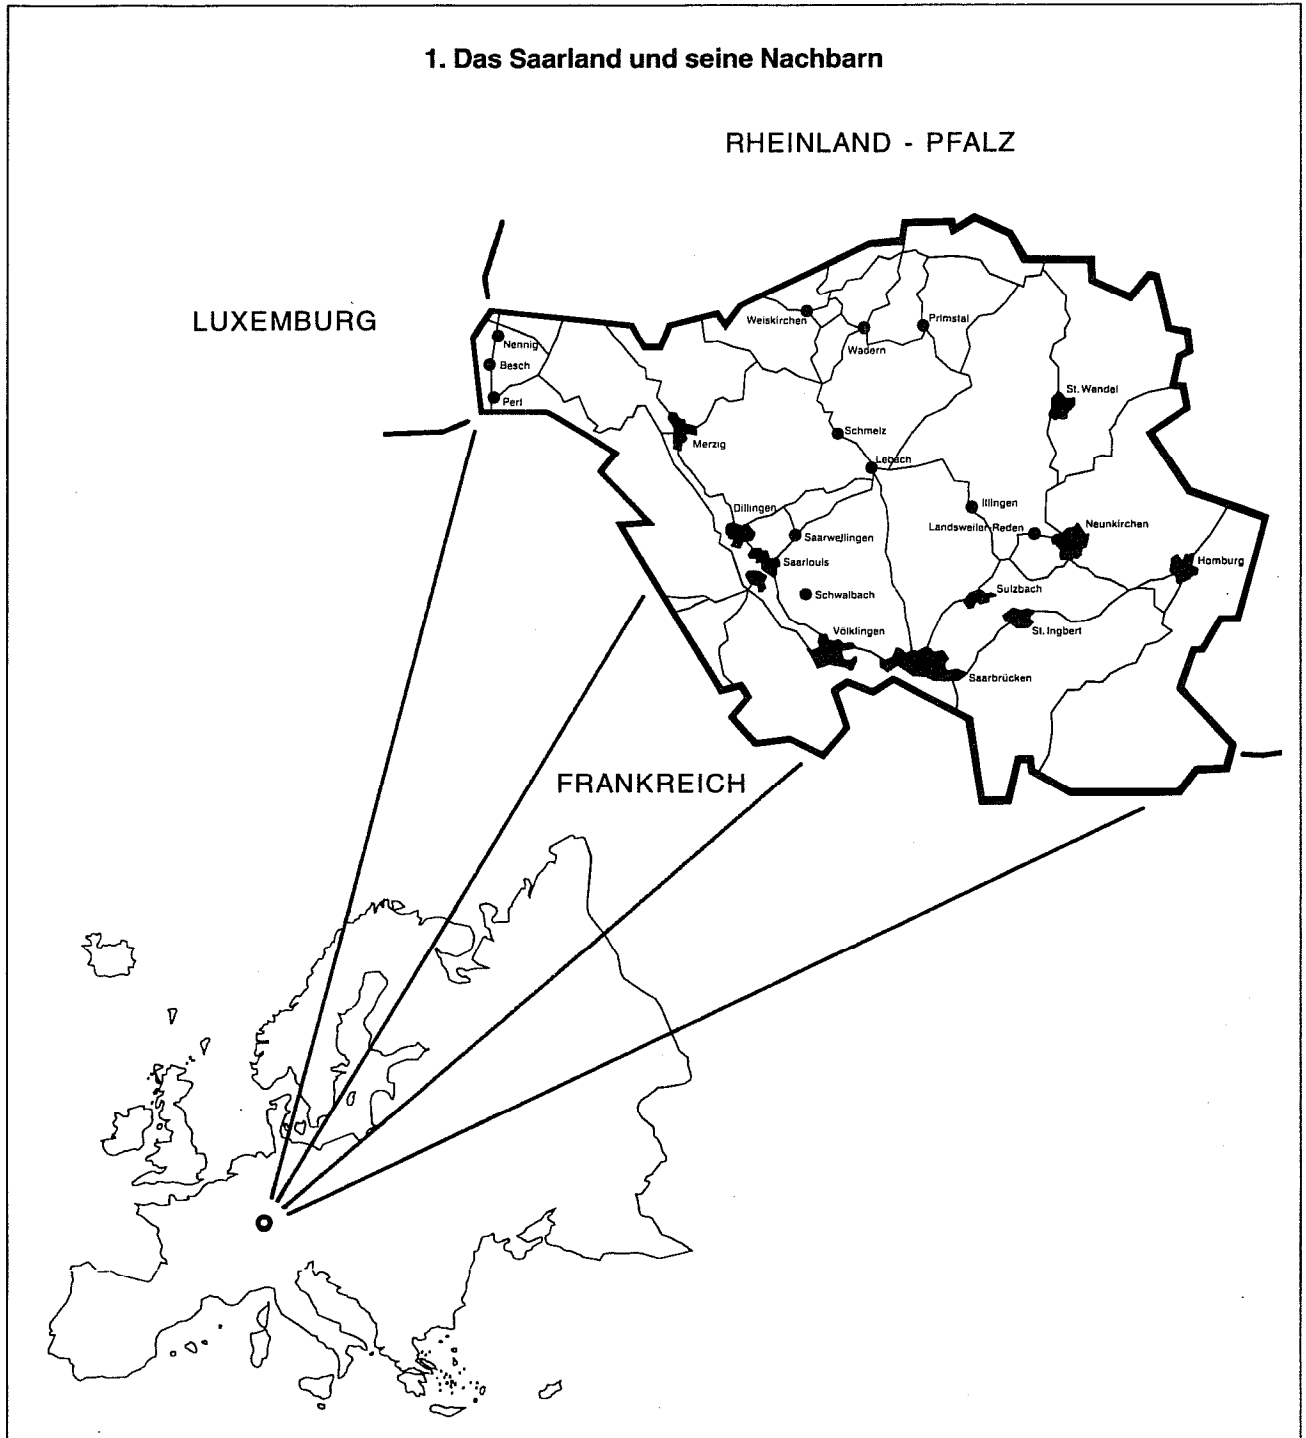 1. Das Saarland und seine Nachbarn
RHEINLAND - PFALZ
LUXEMBURG
Weiskirchen
Primstal
Nennig
Wadern
Besch
St. Wendel
Perl
Schmelz
Merzig
Lebach
Illingen
Dillingen
Landsweiler-Reden
Neunkirchen
Saarwellingen
Saarlouis
Homburg
Sulzbach
Schwalbach
Völklingen
St. Ingbert
Saarbrücken
FRANKREICH